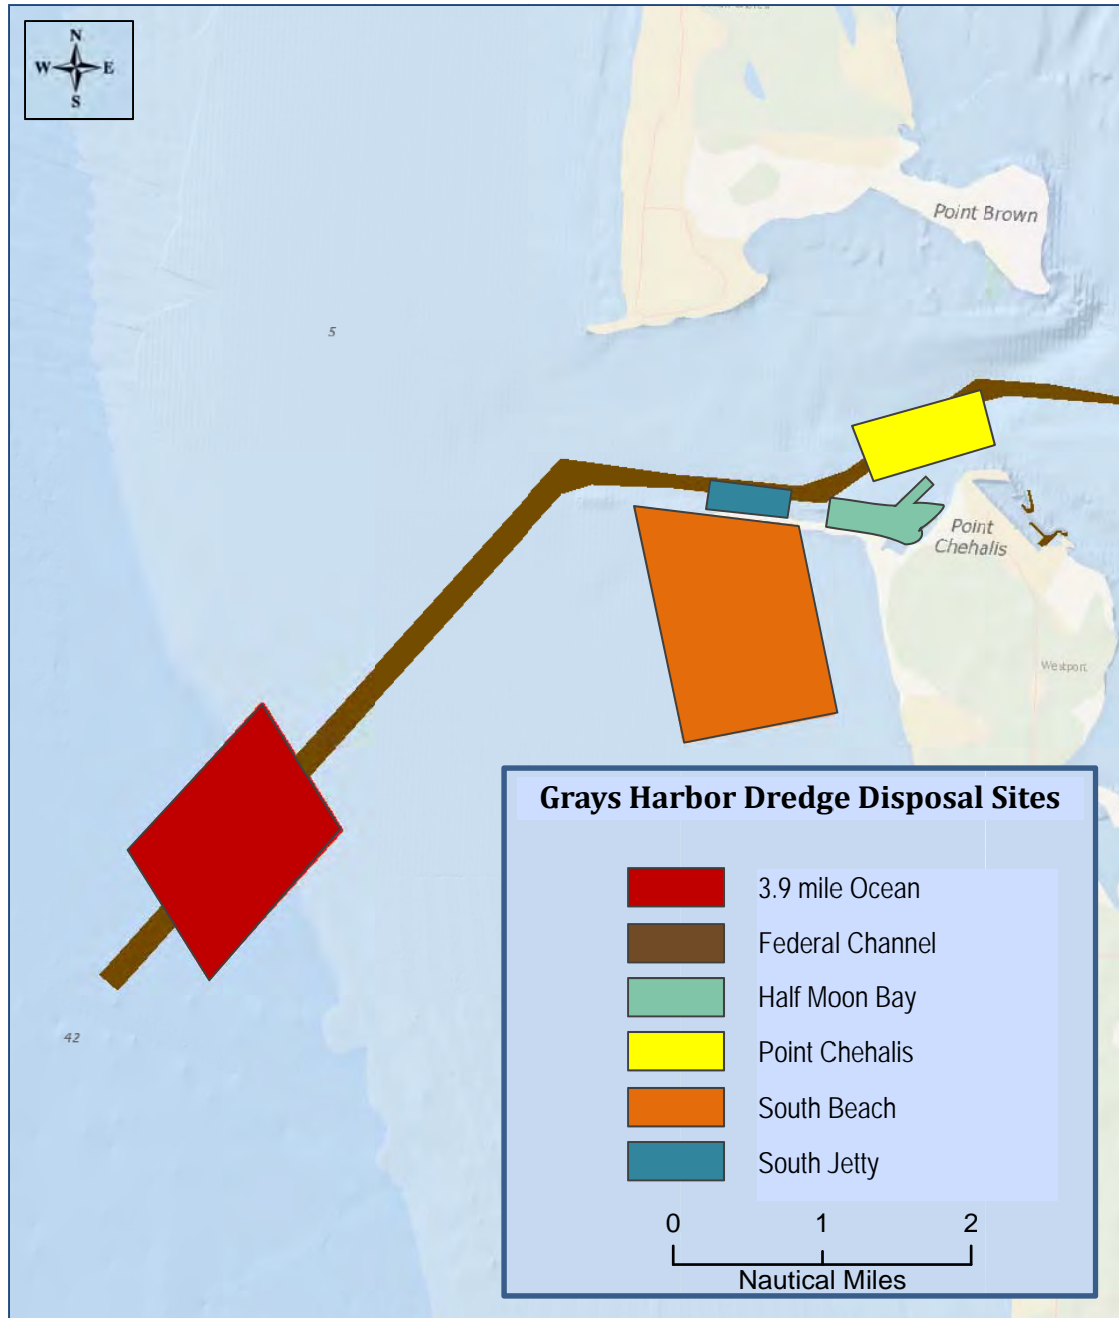 N
W E
S
Point Brown
5
Point
Chehalis
Westport
42
Grays Harbor Dredge Disposal Sites
3.9 mile Ocean
Federal Channel
Half Moon Bay
Point Chehalis
South Beach
South Jetty
0 1 2
Nautical Miles